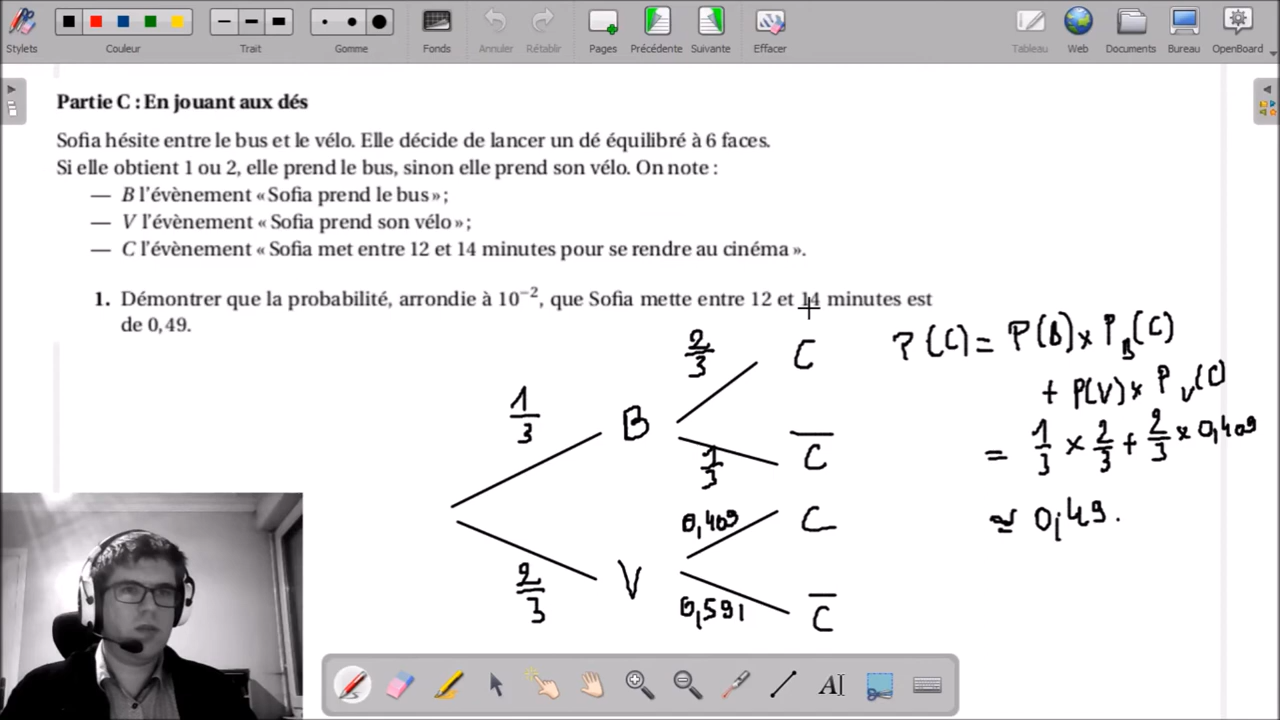 Stylets Couleur Trait Gomme Fonds Annuler Rétablir Pages Précédente Suivante Effacer Tableau Web Documents Bureau OpenBoard
Partie C : En jouant aux dés
Sofia hésite entre le bus et le vélo. Elle décide de lancer un dé équilibré à 6 faces.
Si elle obtient 1 ou 2, elle prend le bus, sinon elle prend son vélo. On note :
— B l'évènement « Sofia prend le bus » ;
— V l'évènement « Sofia prend son vélo » ;
— C l'évènement « Sofia met entre 12 et 14 minutes pour se rendre au cinéma ».
1. Démontrer que la probabilité, arrondie à 10⁻², que Sofia mette entre 12 et 14 minutes est
de 0,49.
1/3 B
2/3 C
1/3 C̅
2/3 V
0,409 C
0,591 C̅
P(C) = P(B) × P_B(C)
+ P(V) × P_V(C)
= 1/3 × 2/3 + 2/3 × 0,409
≃ 0,49.
AI